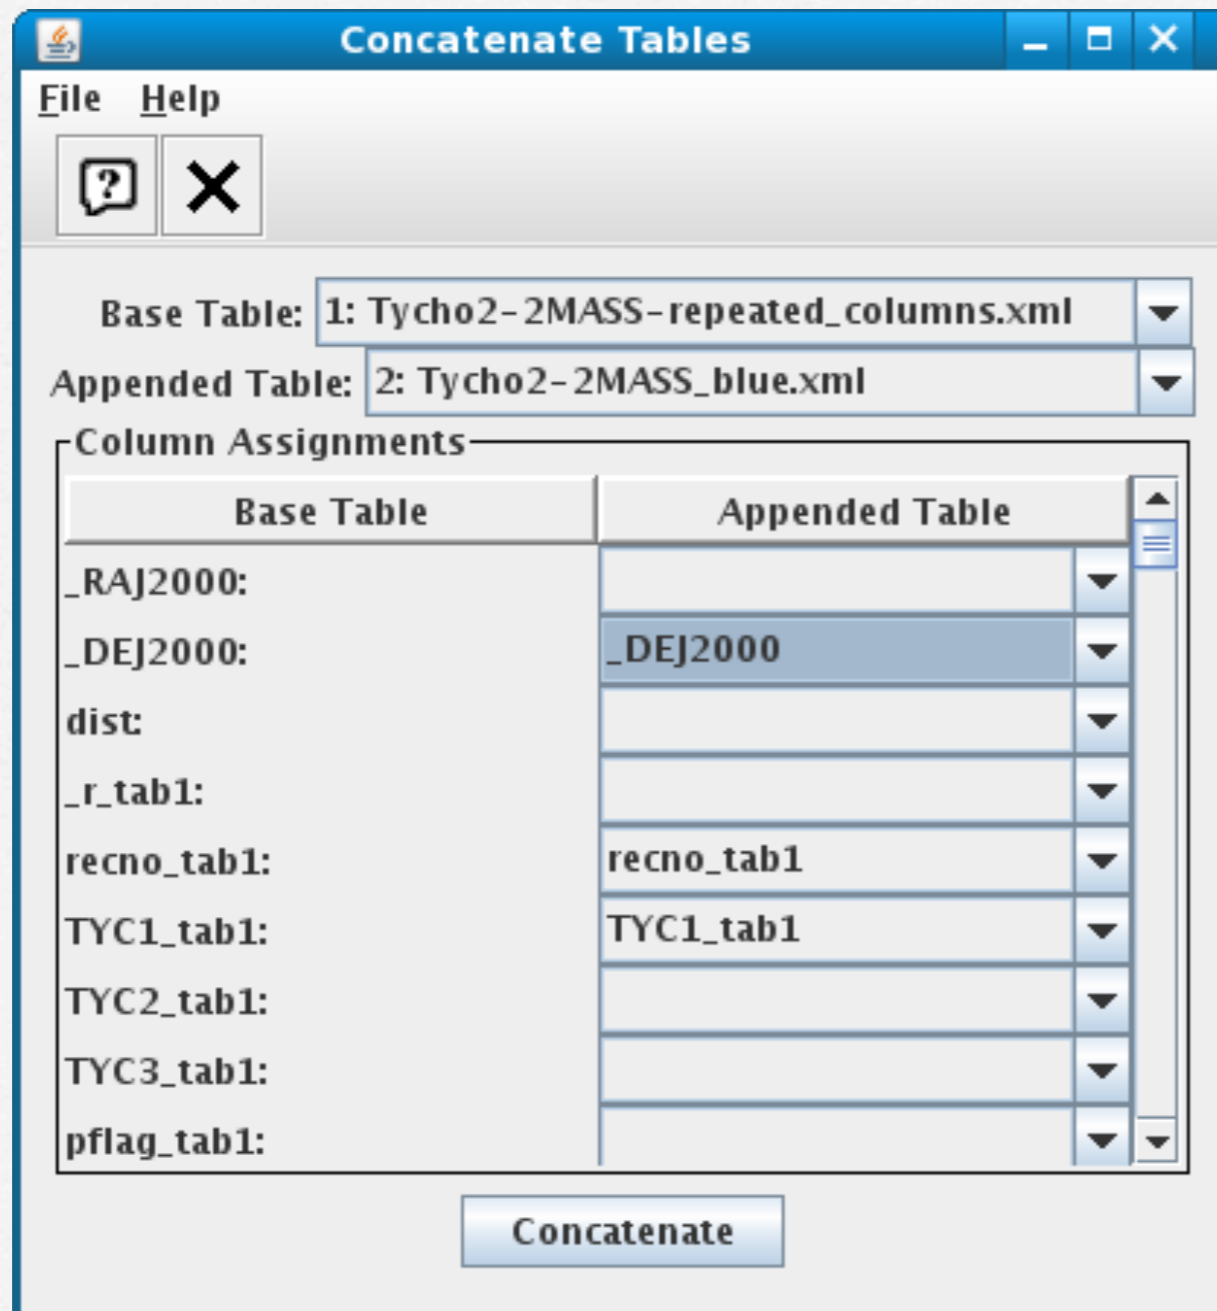 Concatenate Tables
File Help
?
Base Table: 1: Tycho2-2MASS-repeated_columns.xml
Appended Table: 2: Tycho2-2MASS_blue.xml
Column Assignments
Base Table Appended Table
_RAJ2000:
_DEJ2000: _DEJ2000
dist:
_r_tab1:
recno_tab1: recno_tab1
TYC1_tab1: TYC1_tab1
TYC2_tab1:
TYC3_tab1:
pflag_tab1:
Concatenate